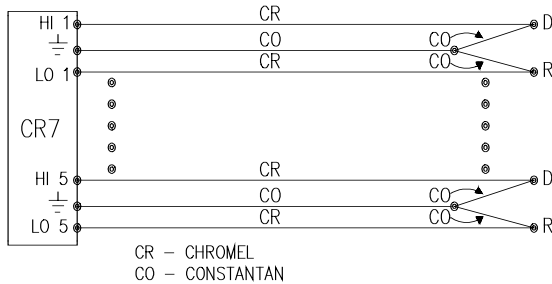 CR
HI 1
D
CO
CO
CR
CO
LO 1
R
CR7
CR
HI 5
D
CO
CO
CR
CO
LO 5
R
CR – CHROMEL
CO – CONSTANTAN